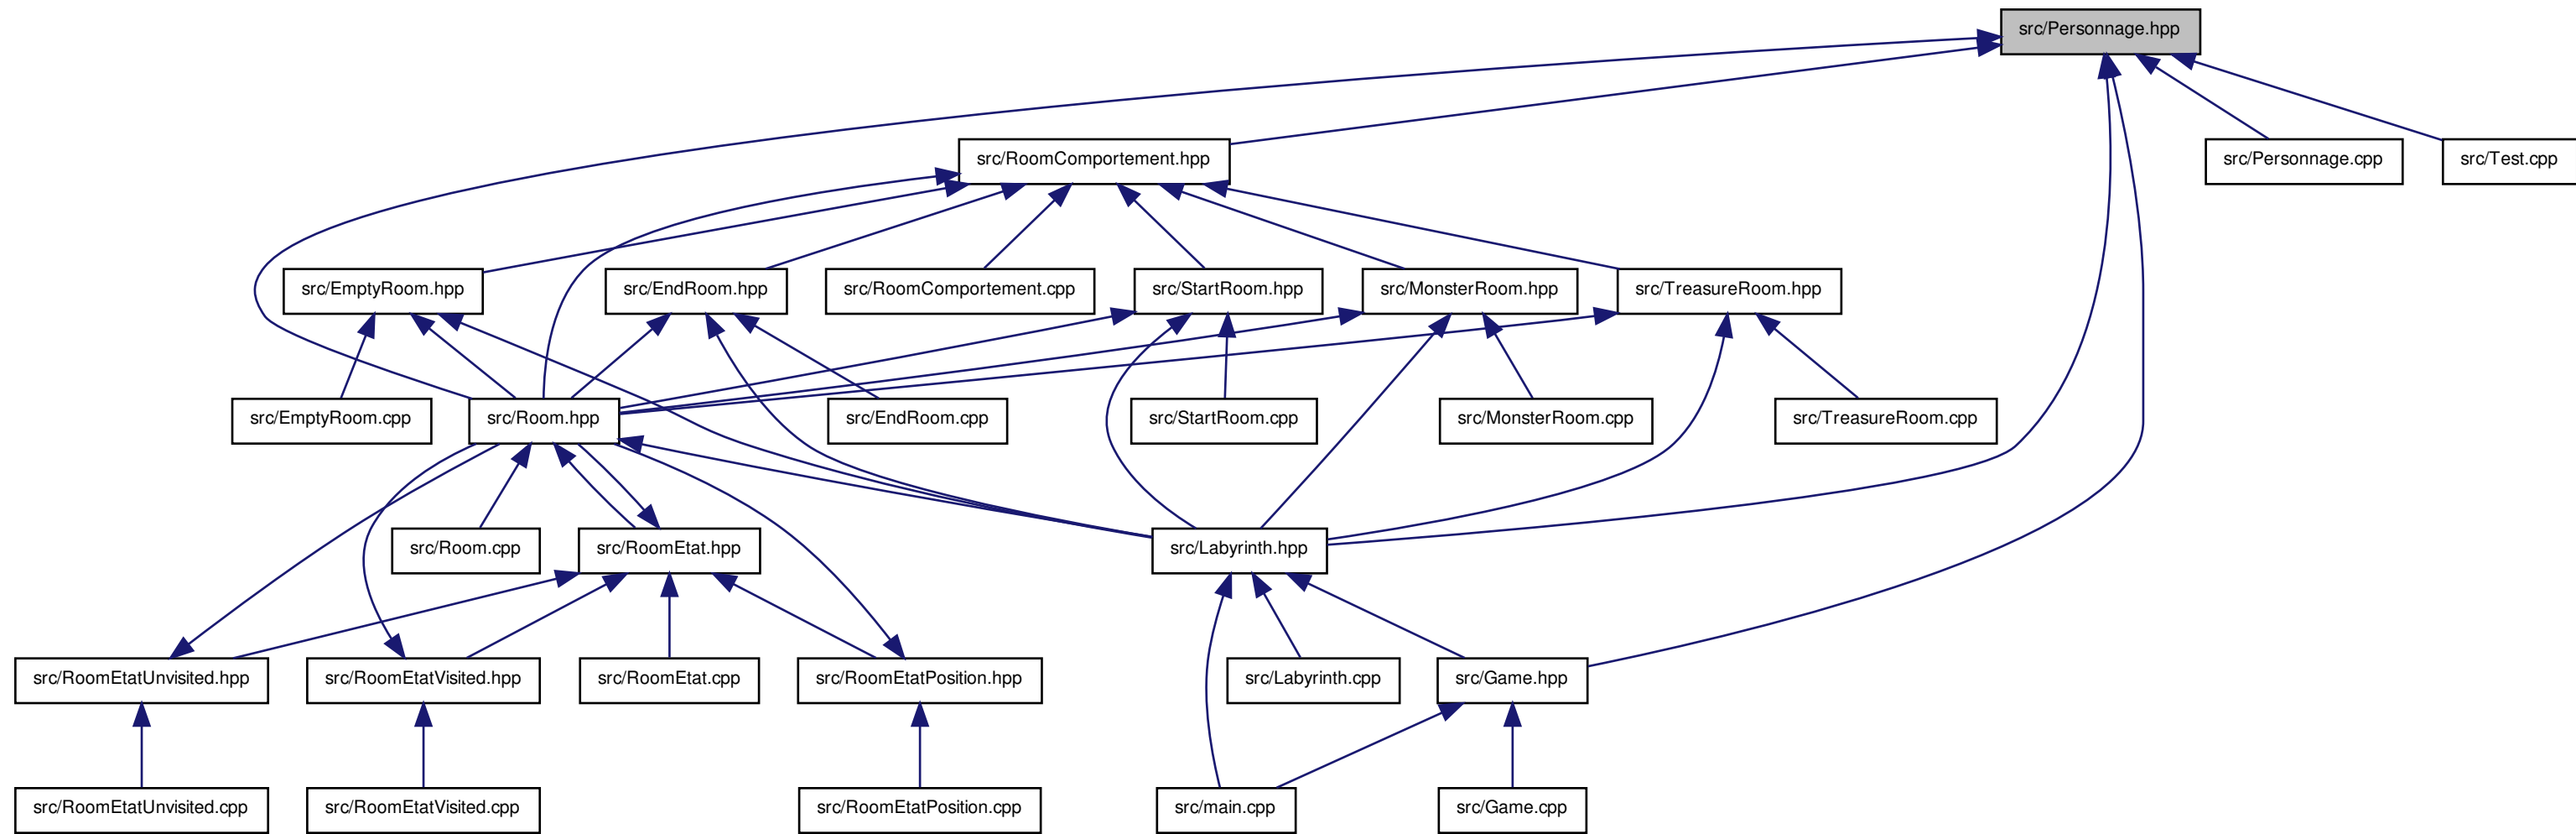 src/Personnage.hpp
src/RoomComportement.hpp
src/Personnage.cpp
src/Test.cpp
src/EmptyRoom.hpp
src/EndRoom.hpp
src/RoomComportement.cpp
src/StartRoom.hpp
src/MonsterRoom.hpp
src/TreasureRoom.hpp
src/EmptyRoom.cpp
src/Room.hpp
src/EndRoom.cpp
src/StartRoom.cpp
src/MonsterRoom.cpp
src/TreasureRoom.cpp
src/Room.cpp
src/RoomEtat.hpp
src/Labyrinth.hpp
src/RoomEtatUnvisited.hpp
src/RoomEtatVisited.hpp
src/RoomEtat.cpp
src/RoomEtatPosition.hpp
src/Labyrinth.cpp
src/Game.hpp
src/RoomEtatUnvisited.cpp
src/RoomEtatVisited.cpp
src/RoomEtatPosition.cpp
src/main.cpp
src/Game.cpp